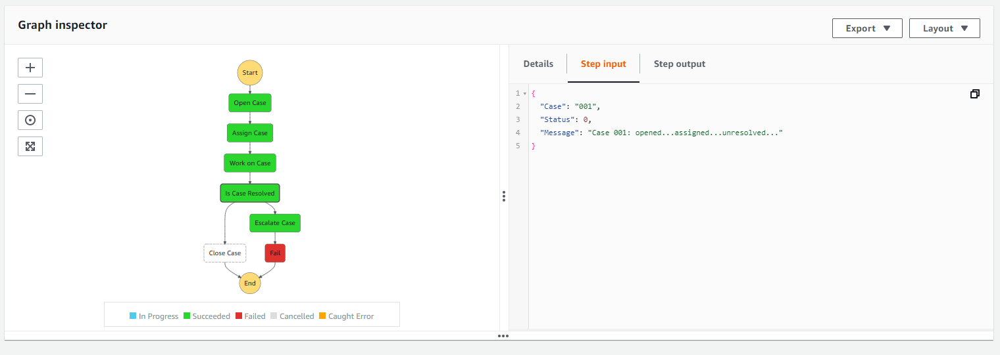 Graph inspector
Export
Layout
Start
Open Case
Assign Case
Work on Case
Is Case Resolved
Escalate Case
Close Case
Fail
End
In Progress Succeeded Failed Cancelled Caught Error
Details Step input Step output
1 {
2 "Case": "001",
3 "Status": 0,
4 "Message": "Case 001: opened...assigned...unresolved..."
5 }